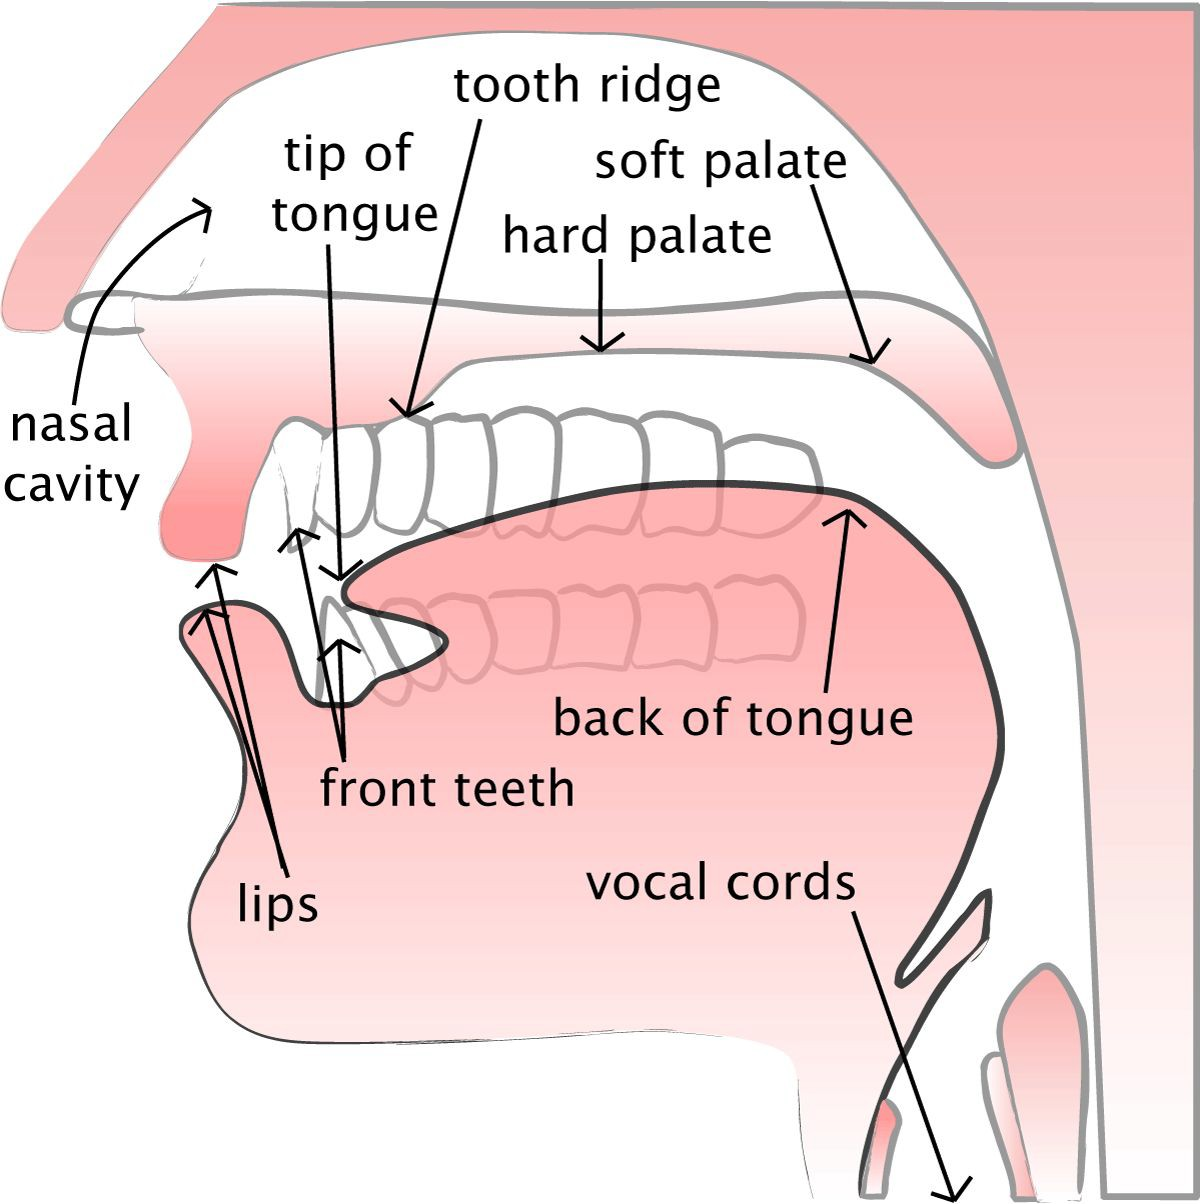 tooth ridge
tip of
tongue
soft palate
hard palate
nasal
cavity
back of tongue
front teeth
vocal cords
lips